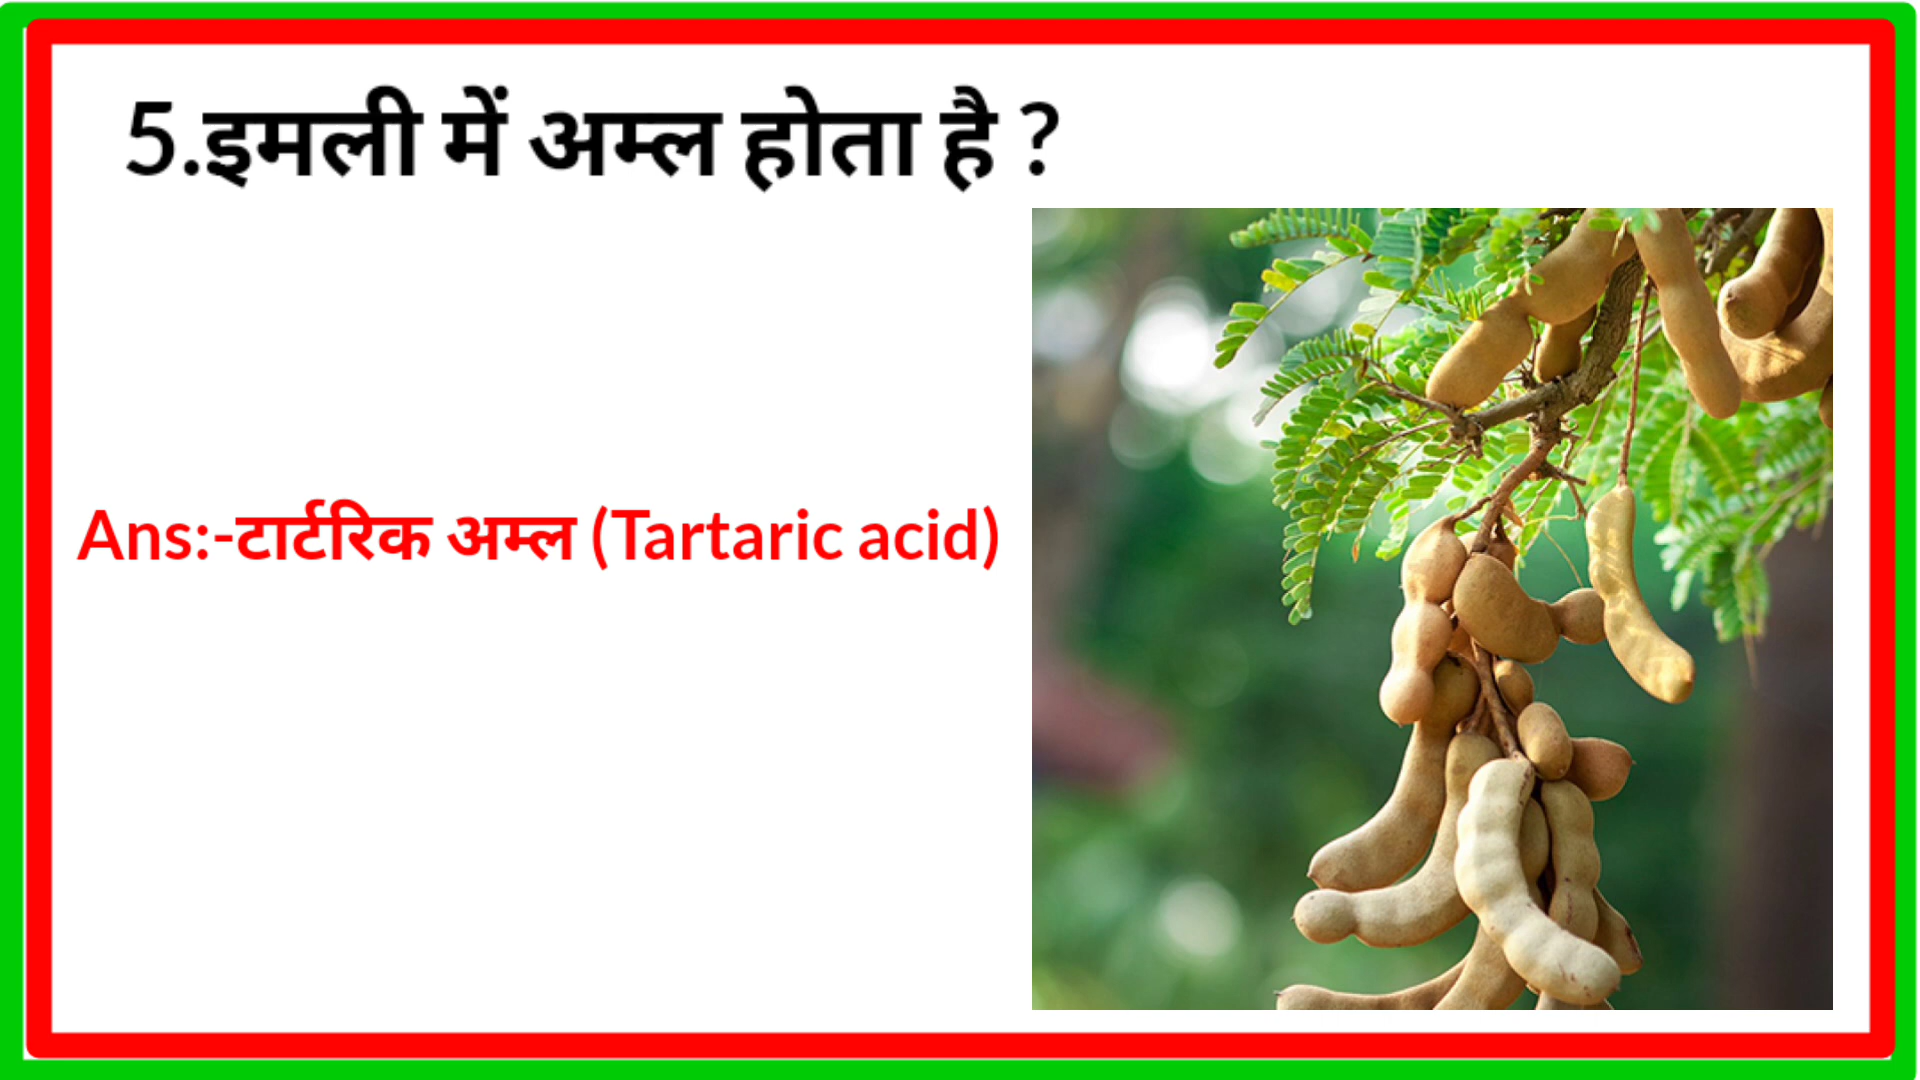 5.इमली में अम्ल होता है ?
Ans:-टार्टरिक अम्ल (Tartaric acid)